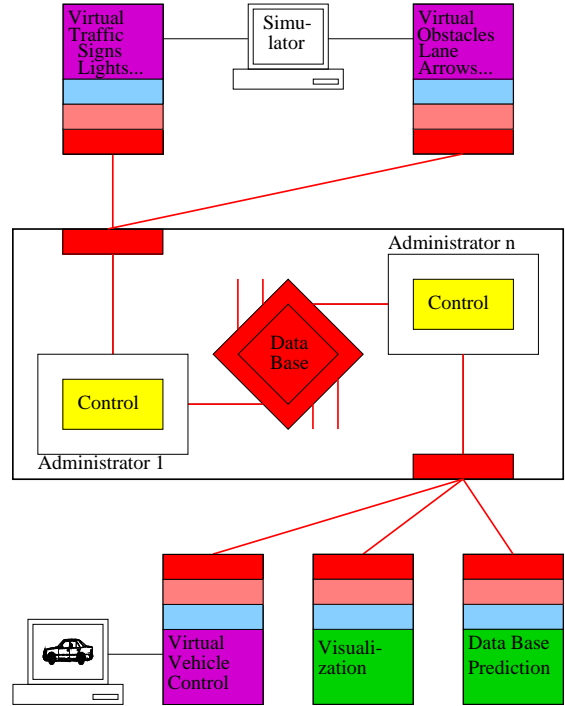 Virtual
Traffic
Signs
Lights...
Simu-
lator
Virtual
Obstacles
Lane
Arrows...
Administrator n
Control
Data
Base
Control
Administrator 1
Virtual
Vehicle
Control
Visuali-
zation
Data Base
Prediction